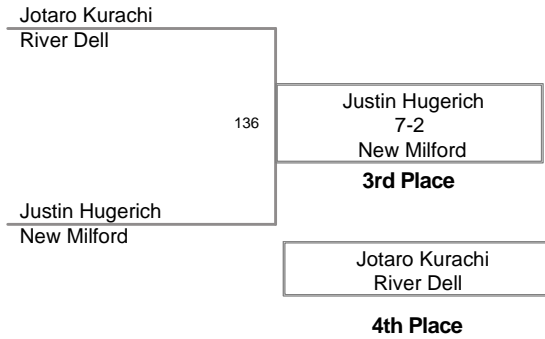 Jotaro Kurachi
River Dell
136
Justin Hugerich
7-2
New Milford
3rd Place
Justin Hugerich
New Milford
Jotaro Kurachi
River Dell
4th Place